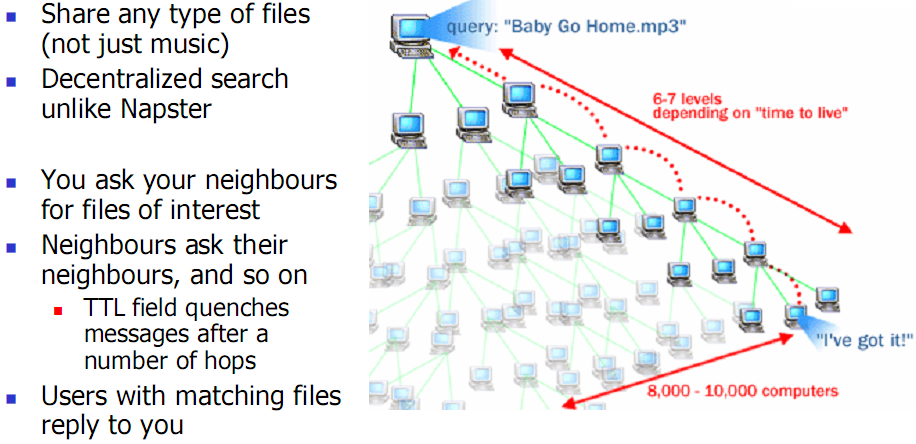 Share any type of files
(not just music)
Decentralized search
unlike Napster
You ask your neighbours
for files of interest
Neighbours ask their
neighbours, and so on
TTL field quenches
messages after a
number of hops
Users with matching files
reply to you
query: "Baby Go Home.mp3"
6-7 levels
depending on "time to live"
"I've got it!"
8,000 - 10,000 computers